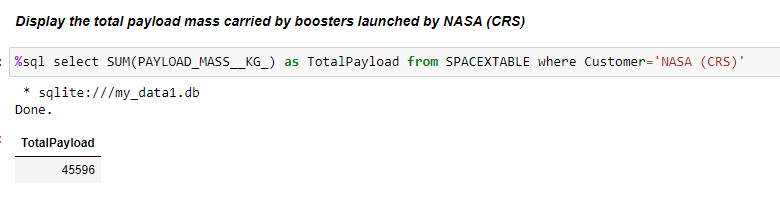 Display the total payload mass carried by boosters launched by NASA (CRS)
%sql select SUM(PAYLOAD_MASS__KG_) as TotalPayload from SPACEXTABLE where Customer='NASA (CRS)'
* sqlite:///my_data1.db
Done.
TotalPayload
45596